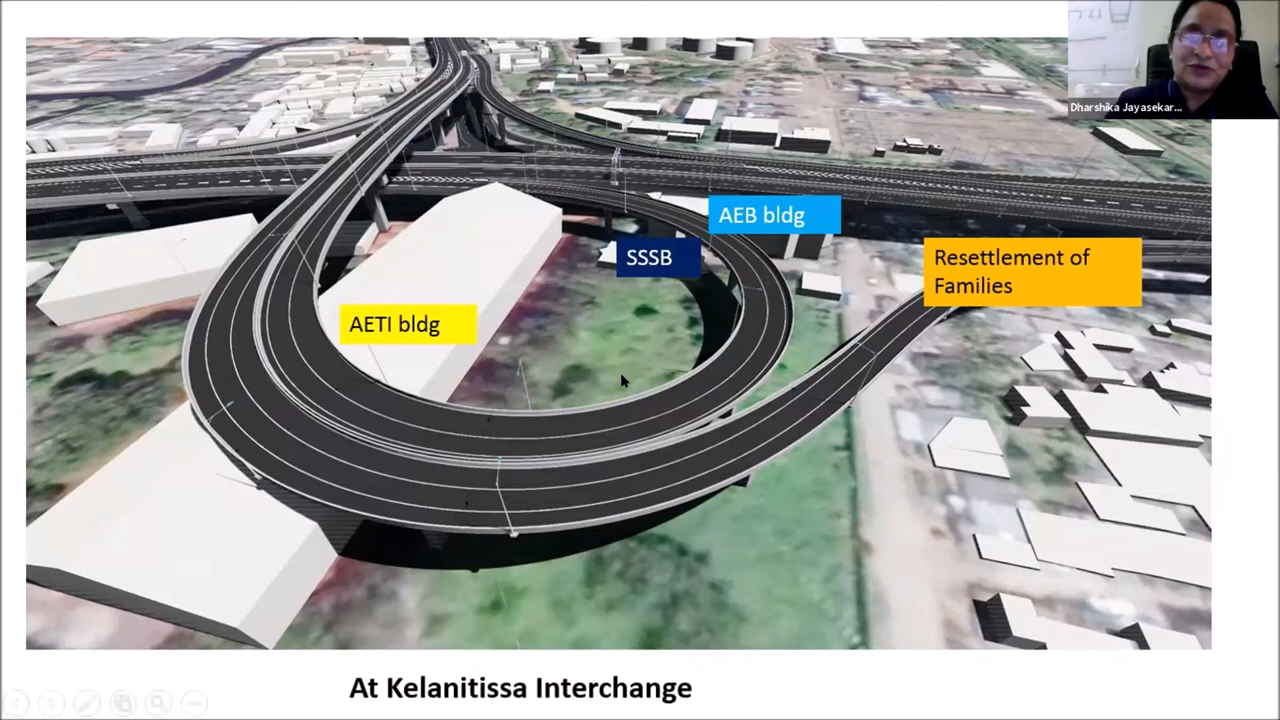 Dharshika Jayasekar...
AEB bldg
SSSB
Resettlement of
Families
AETI bldg
At Kelanitissa Interchange